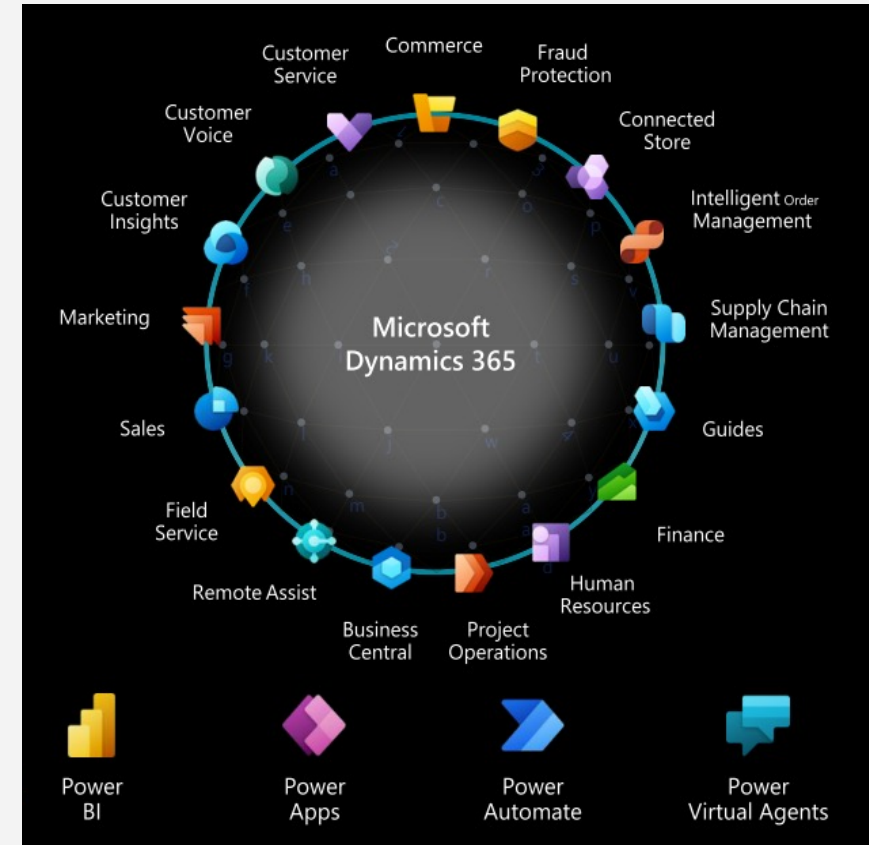 Commerce
Customer
Service
Fraud
Protection
Customer
Voice
Connected
Store
Customer
Insights
Intelligent Order
Management
Marketing
Supply Chain
Management
Microsoft
Dynamics 365
Sales
Guides
Field
Service
Finance
Remote Assist
Human
Resources
Business
Central
Project
Operations
Power
BI
Power
Apps
Power
Automate
Power
Virtual Agents